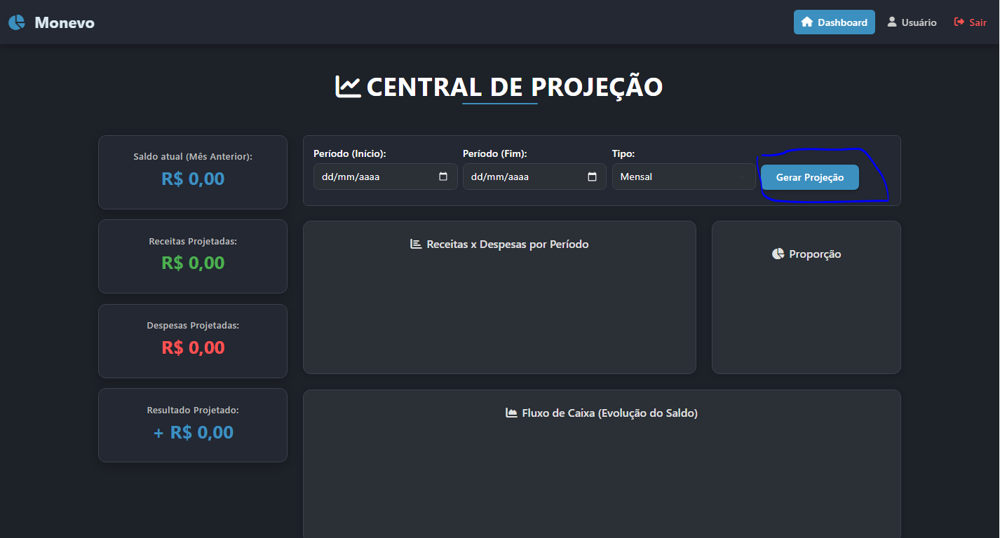 Monevo
Dashboard
Usuário
Sair
CENTRAL DE PROJEÇÃO
Saldo atual (Mês Anterior):
R$ 0,00
Receitas Projetadas:
R$ 0,00
Despesas Projetadas:
R$ 0,00
Resultado Projetado:
+ R$ 0,00
Período (Início):
dd/mm/aaaa
Período (Fim):
dd/mm/aaaa
Tipo:
Mensal
Gerar Projeção
Receitas x Despesas por Período
Proporção
Fluxo de Caixa (Evolução do Saldo)